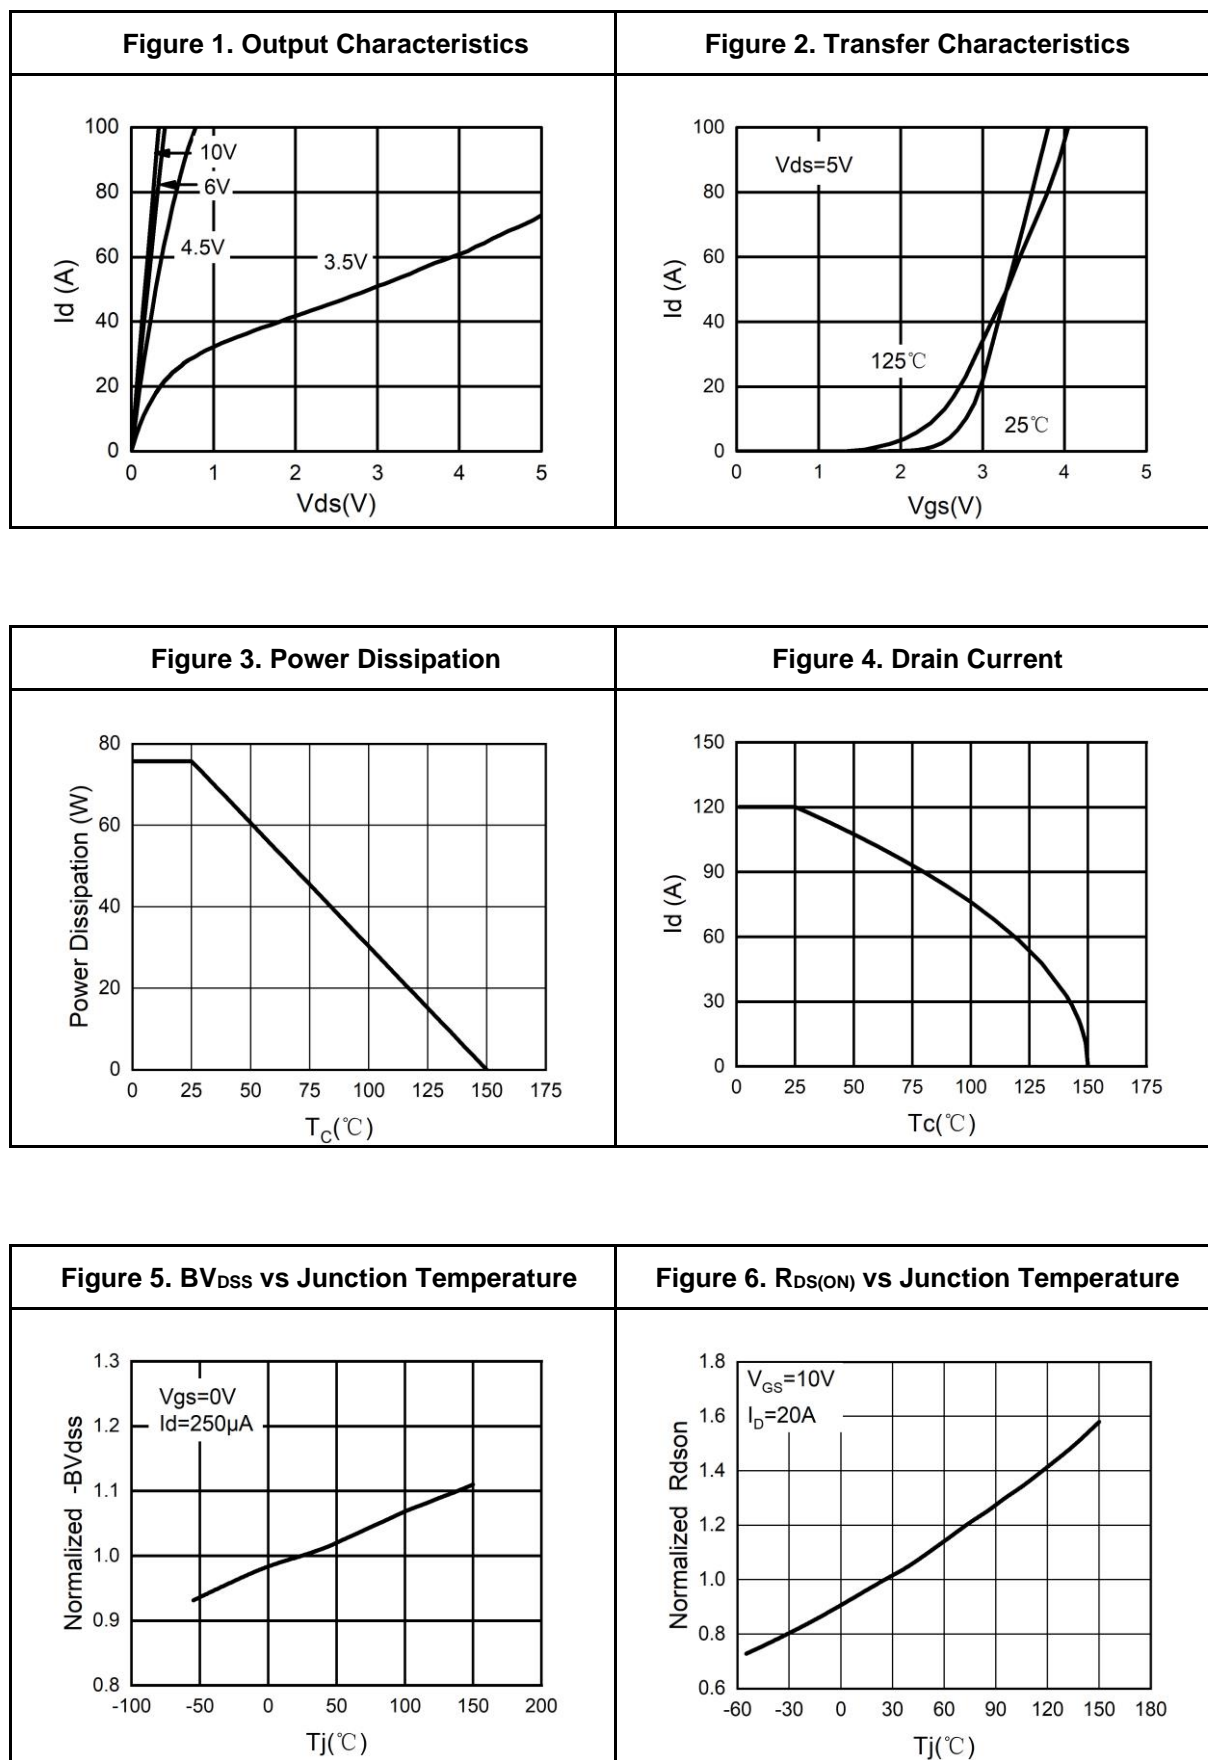 Figure 1. Output Characteristics
Figure 2. Transfer Characteristics
100
80
60
40
20
0
Id (A)
10V
6V
4.5V
3.5V
0 1 2 3 4 5
Vds(V)
100
80
60
40
20
0
Id (A)
Vds=5V
125℃
25℃
0 1 2 3 4 5
Vgs(V)
Figure 3. Power Dissipation
Figure 4. Drain Current
80
60
40
20
0
Power Dissipation (W)
0 25 50 75 100 125 150 175
TC(℃)
150
120
90
60
30
0
Id (A)
0 25 50 75 100 125 150 175
Tc(℃)
Figure 5. BVDSS vs Junction Temperature
Figure 6. RDS(ON) vs Junction Temperature
1.3
1.2
1.1
1.0
0.9
0.8
Normalized -BVdss
Vgs=0V
Id=250μA
-100 -50 0 50 100 150 200
Tj(℃)
1.8
1.6
1.4
1.2
1.0
0.8
0.6
Normalized Rdson
VGS=10V
ID=20A
-60 -30 0 30 60 90 120 150 180
Tj(℃)